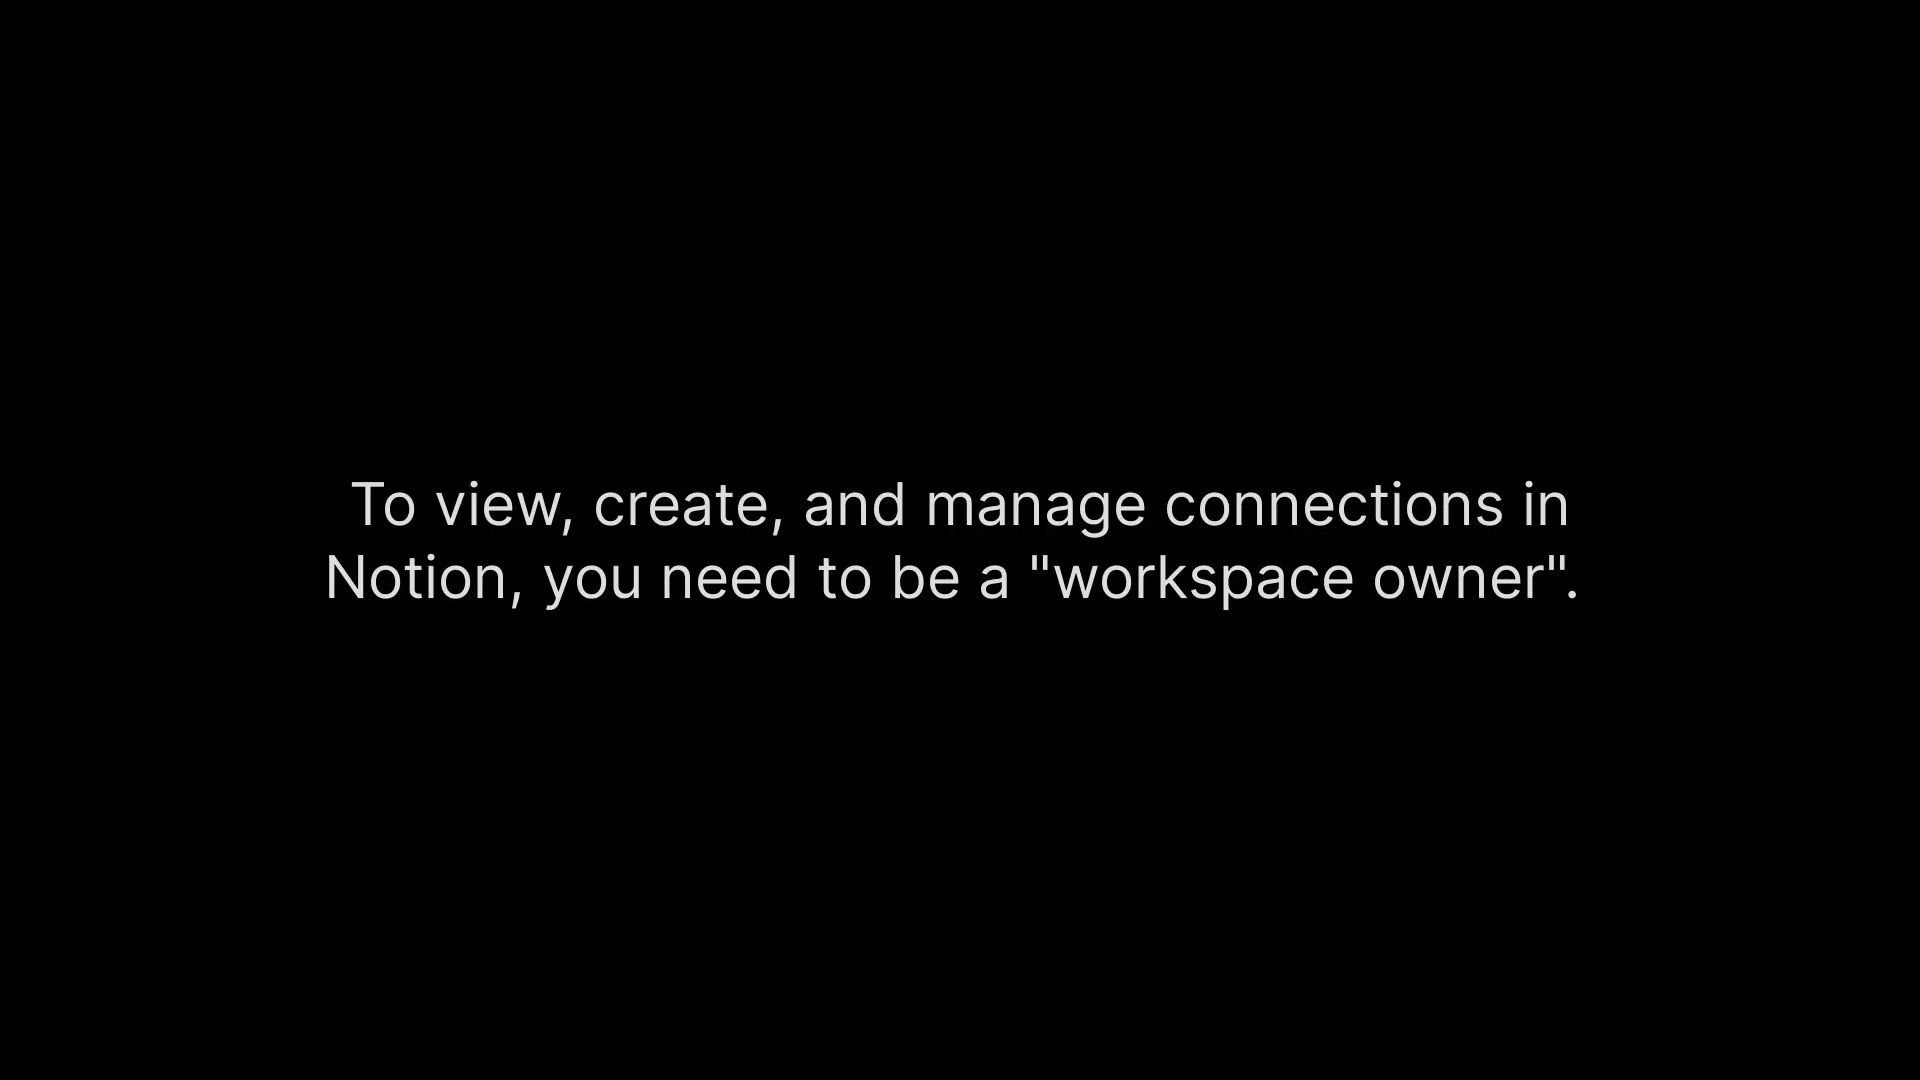 To view, create, and manage connections in
Notion, you need to be a "workspace owner".